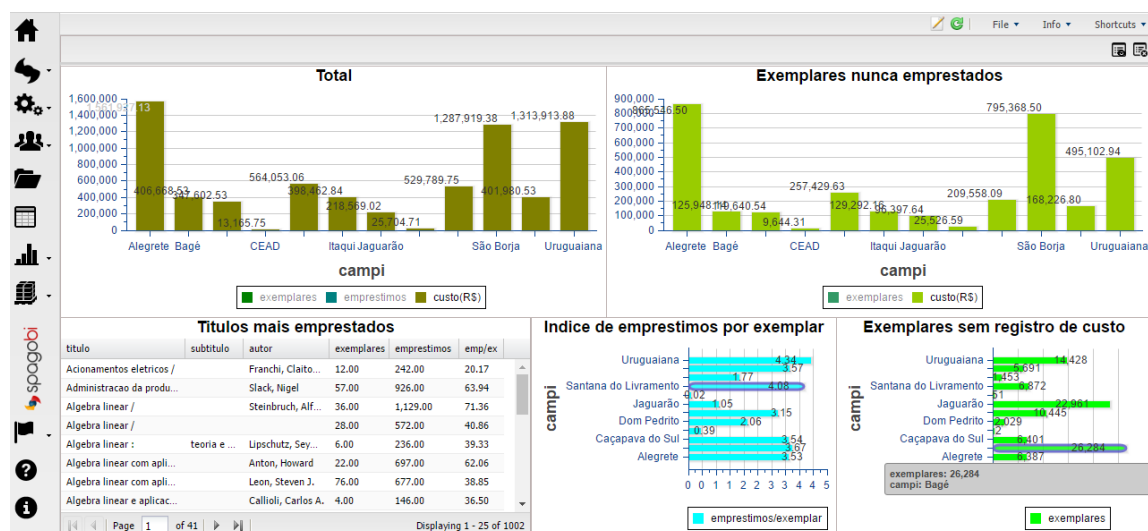 File Info Shortcuts
Total
1,600,000
1,400,000
1,200,000
1,000,000
800,000
600,000
400,000
200,000
0
1,561,937.13
406,668.53
347,602.53
13,165.75
564,053.06
398,462.84
218,569.02
25,704.71
529,789.75
1,287,919.38
401,980.53
1,313,913.88
Alegrete Bagé CEAD Itaqui Jaguarão São Borja Uruguaiana
campi
exemplares emprestimos custo(R$)
Exemplares nunca emprestados
900,000
800,000
700,000
600,000
500,000
400,000
300,000
200,000
100,000
0
865,546.50
125,948.14
119,640.54
9,644.31
257,429.63
129,292.18
96,397.64
25,526.59
209,558.09
795,368.50
168,226.80
495,102.94
Alegrete Bagé CEAD Itaqui Jaguarão São Borja Uruguaiana
campi
exemplares custo(R$)
spagobi
Titulos mais emprestados
titulo subtitulo autor exemplares emprestimos emp/ex
Acionamentos eletricos / Franchi, Claito... 12.00 242.00 20.17
Administracao da produ... Slack, Nigel 57.00 926.00 63.94
Algebra linear / Steinbruch, Alf... 36.00 1,129.00 71.36
Algebra linear / 28.00 572.00 40.86
Algebra linear : teoria e ... Lipschutz, Sey... 6.00 236.00 39.33
Algebra linear com apli... Anton, Howard 22.00 697.00 62.06
Algebra linear com apli... Leon, Steven J. 76.00 677.00 38.85
Algebra linear e aplicac... Callioli, Carlos A. 4.00 146.00 36.50
Page 1 of 41 Displaying 1 - 25 of 1002
Indice de emprestimos por exemplar
campi
Uruguaiana 4.34
3.57
1.77
Santana do Livramento 4.08
0.02
Jaguarão 1.05
3.15
Dom Pedrito 2.06
0.39
Caçapava do Sul 3.54
3.67
Alegrete 3.53
0 0 1 1 2 2 3 3 4 4 5
emprestimos/exemplar
Exemplares sem registro de custo
campi
Uruguaiana 14,428
5,691
1,453
Santana do Livramento 6,872
51
Jaguarão 22,961
10,445
Dom Pedrito 2,029
2
Caçapava do Sul 6,401
26,284
Alegrete 6,387
exemplares: 26,284
campi: Bagé
exemplares